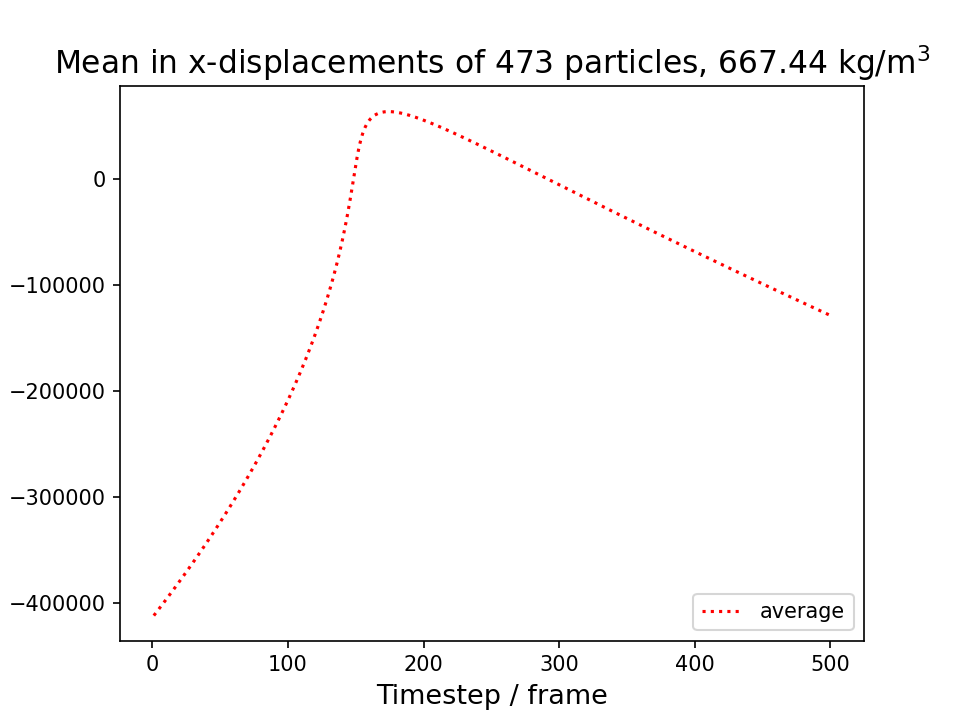 Mean in x-displacements of 473 particles, 667.44 kg/m³
0
−100000
−200000
−300000
−400000
average
0 100 200 300 400 500
Timestep / frame